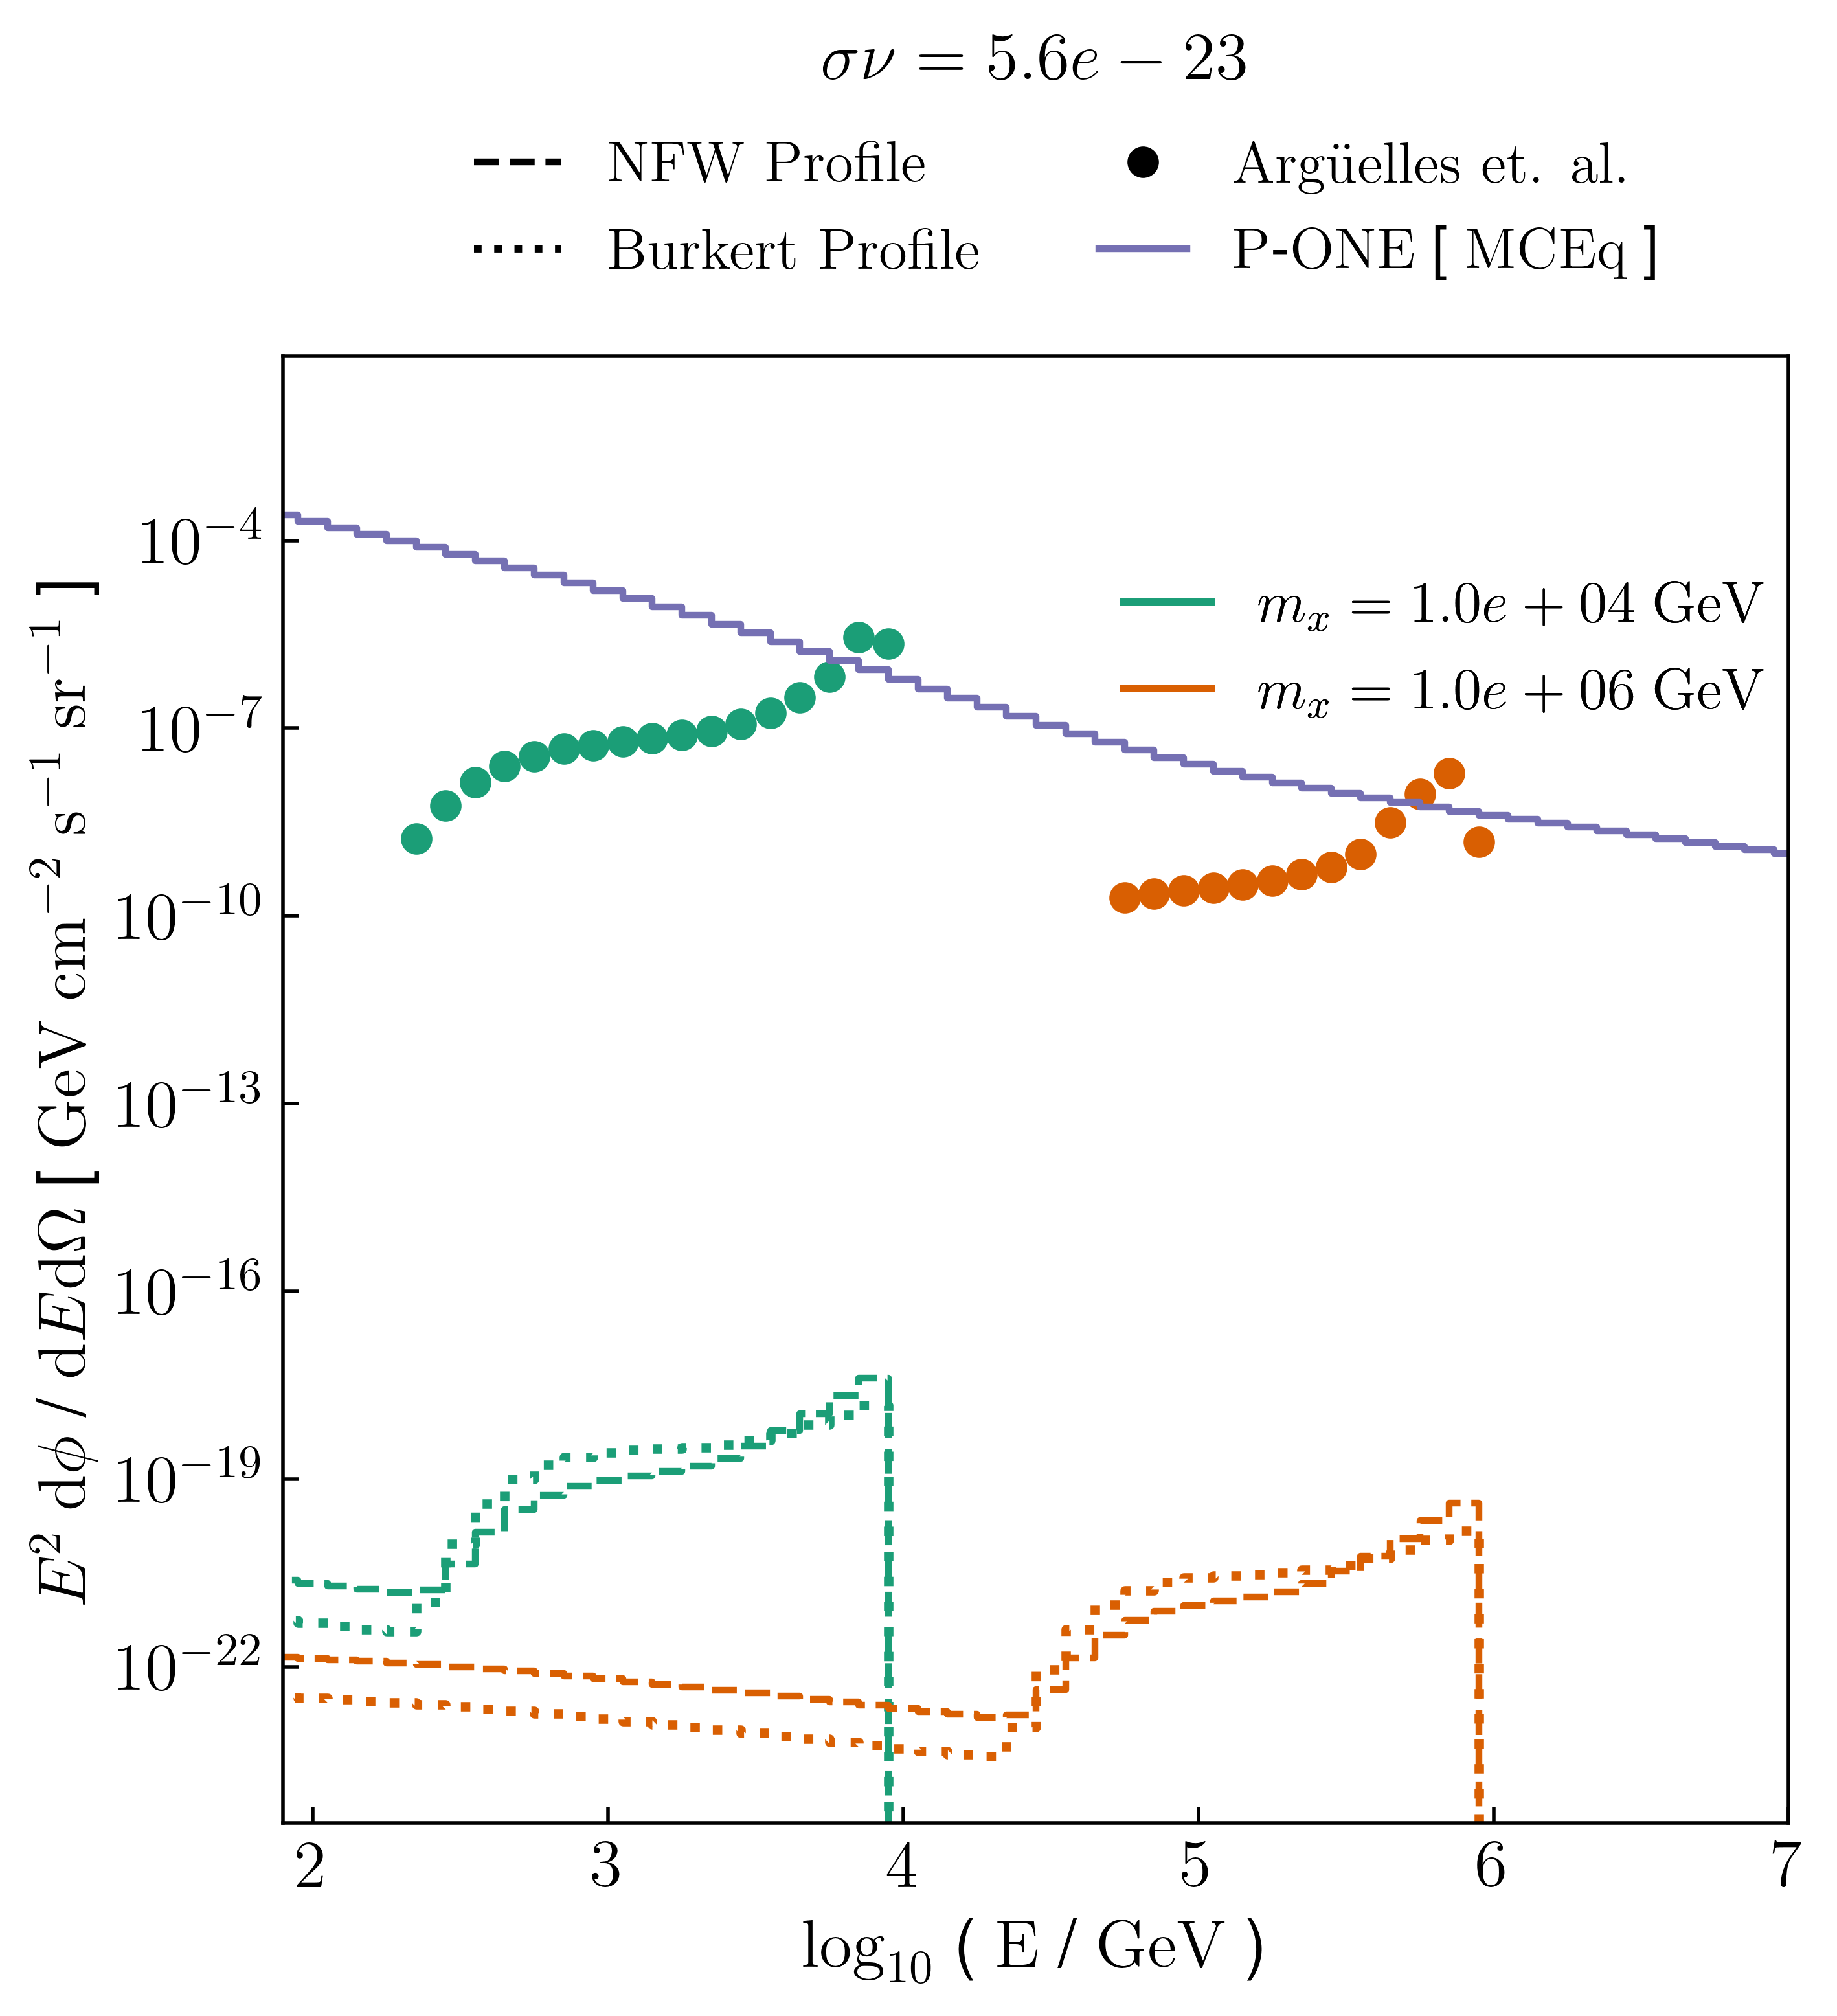 σν = 5.6e − 23
NFW Profile
Burkert Profile
Argüelles et. al.
P-ONE [ MCEq ]
m_x = 1.0e + 04 GeV
m_x = 1.0e + 06 GeV
E² dϕ / dEdΩ [ GeV cm⁻² s⁻¹ sr⁻¹ ]
10⁻⁴
10⁻⁷
10⁻¹⁰
10⁻¹³
10⁻¹⁶
10⁻¹⁹
10⁻²²
2 3 4 5 6 7
log₁₀ ( E / GeV )